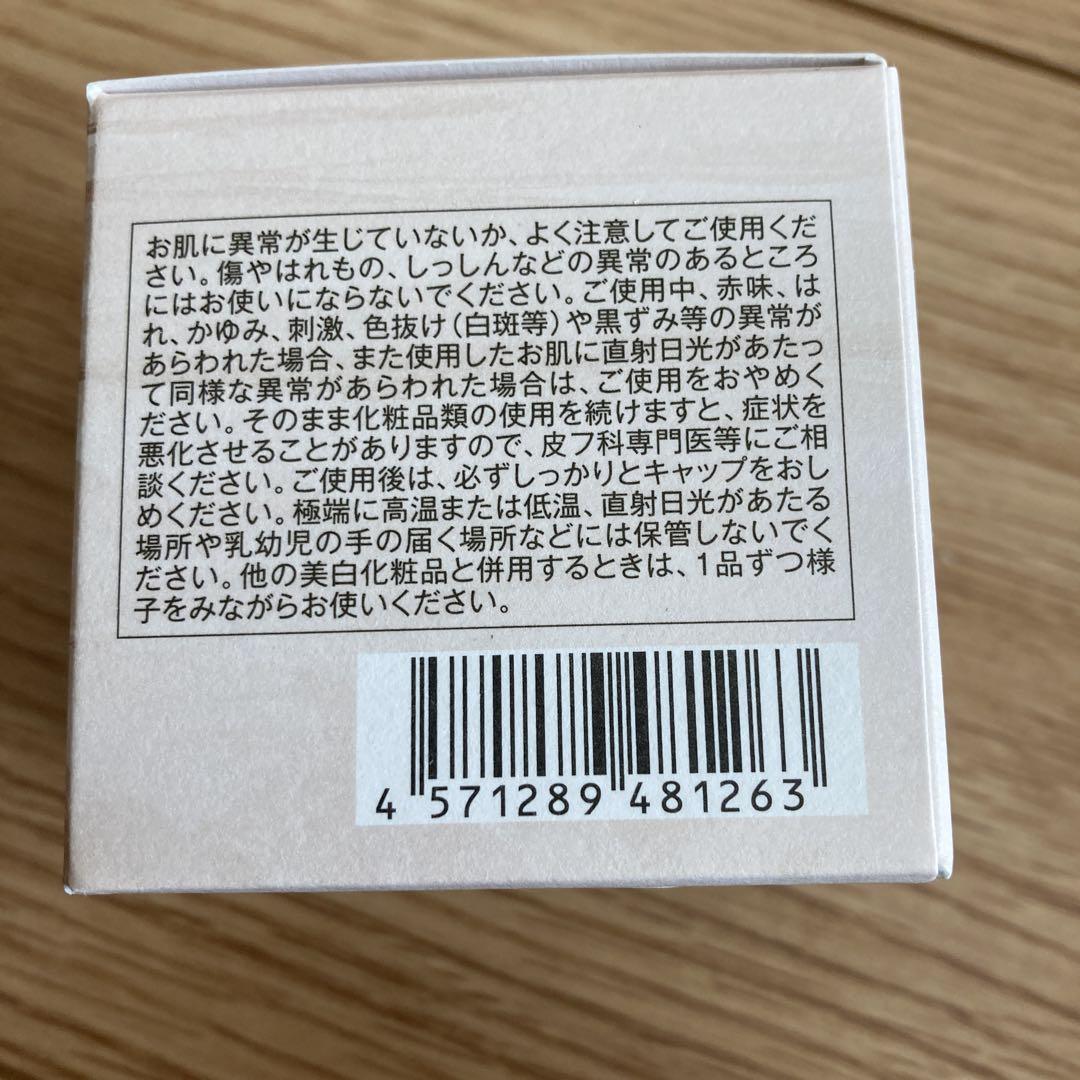 お肌に異常が生じていないか、よく注意してご使用くだ
さい。傷やはれもの、しっしんなどの異常のあるところ
にはお使いにならないでください。ご使用中、赤味、は
れ、かゆみ、刺激、色抜け(白斑等)や黒ずみ等の異常が
あらわれた場合、また使用したお肌に直射日光があたっ
て同様な異常があらわれた場合は、ご使用をおやめく
ださい。そのまま化粧品類の使用を続けますと、症状を
悪化させることがありますので、皮フ科専門医等にご相
談ください。ご使用後は、必ずしっかりとキャップをおし
めください。極端に高温または低温、直射日光があたる
場所や乳幼児の手の届く場所などには保管しないでく
ださい。他の美白化粧品と併用するときは、1品ずつ様
子をみながらお使いください。
4 571289 481263